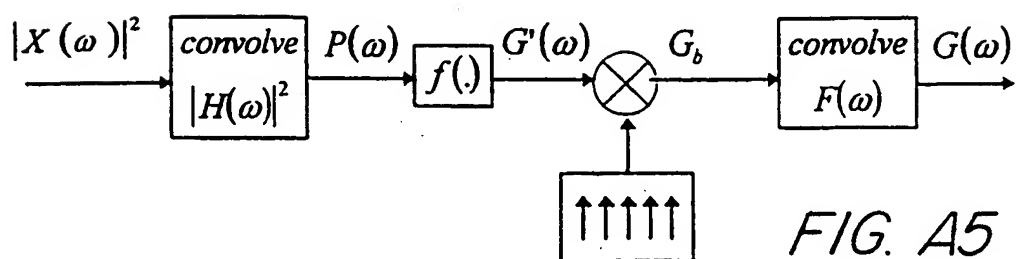 |X(ω)|²
convolve
|H(ω)|²
P(ω)
f(.)
G'(ω)
G_b
convolve
F(ω)
G(ω)
FIG. A5